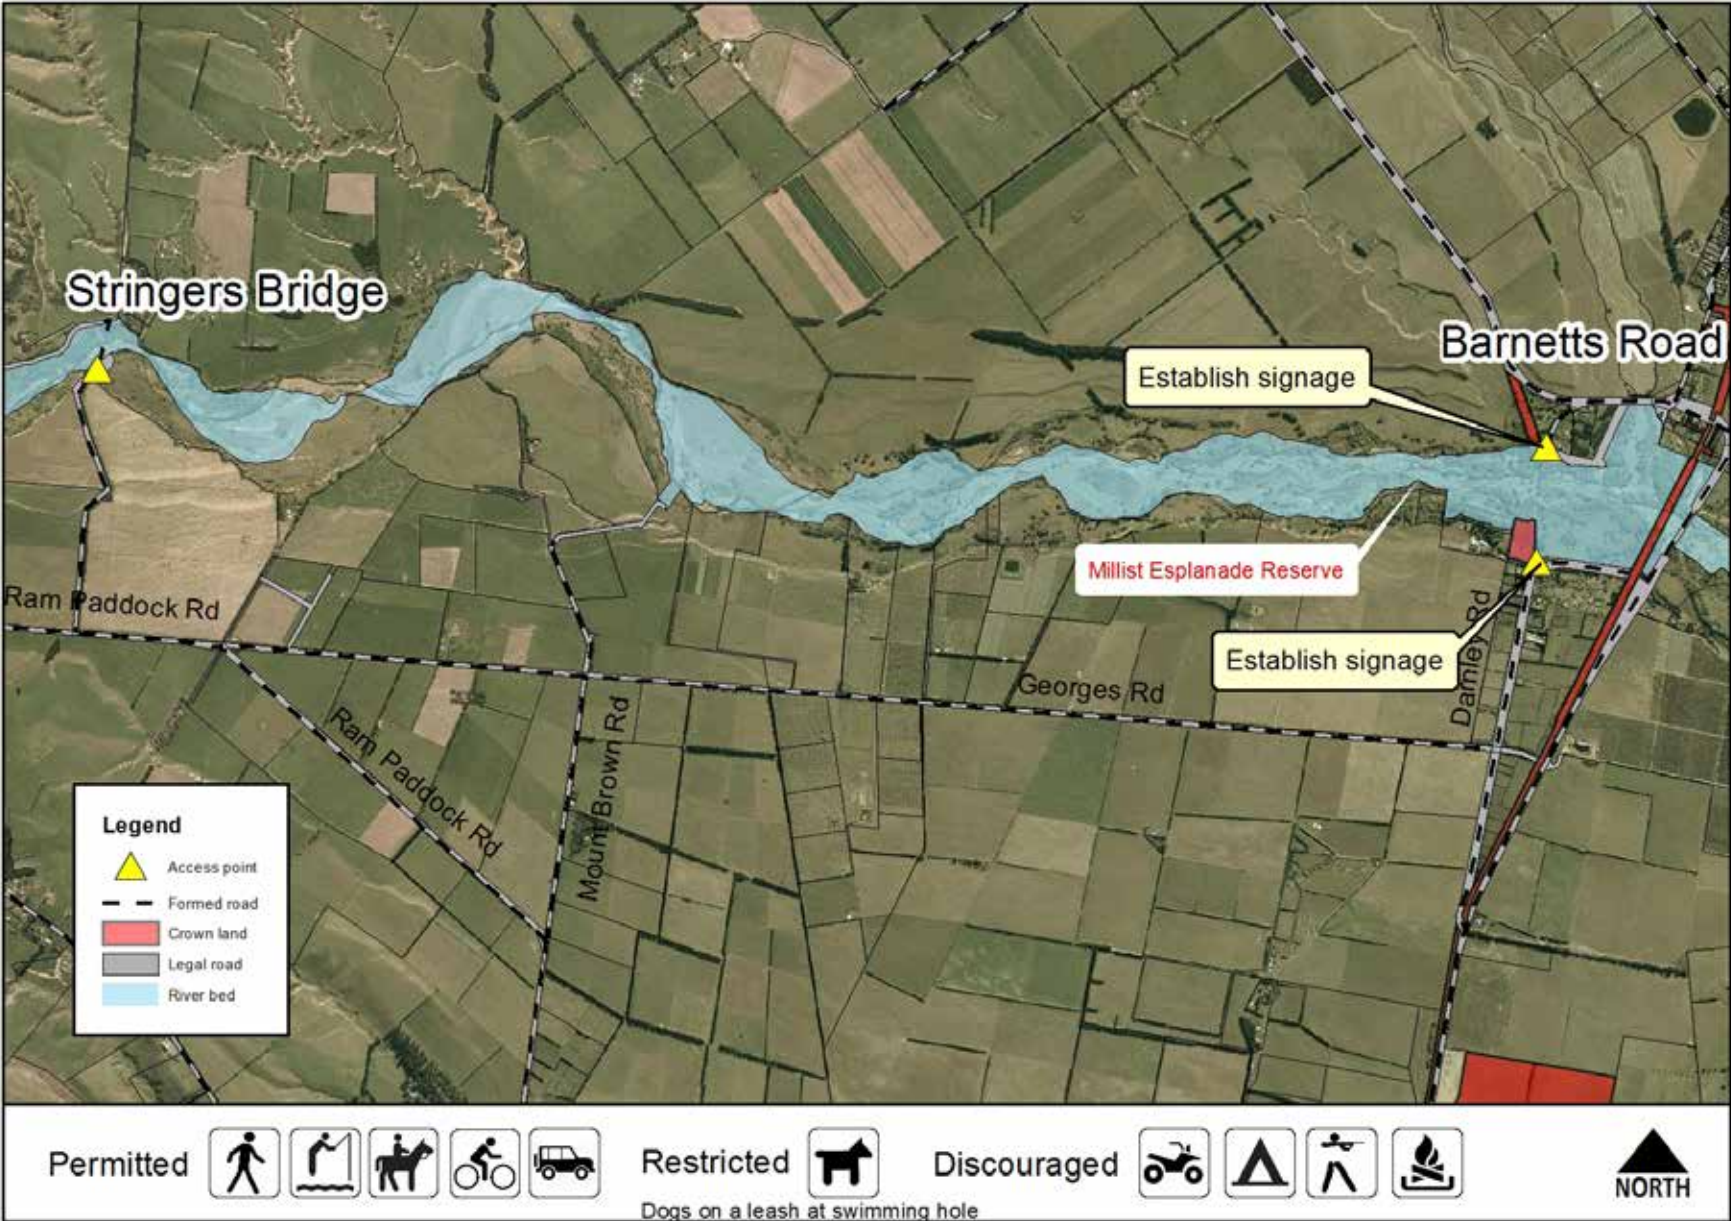 Stringers Bridge
Barnetts Road
Establish signage
Millist Esplanade Reserve
Establish signage
Ram Paddock Rd
Darnley Rd
Georges Rd
Ram Paddock Rd
Mount Brown Rd
Legend
Access point
Formed road
Crown land
Legal road
River bed
Permitted
Restricted
Discouraged
NORTH
Dogs on a leash at swimming hole